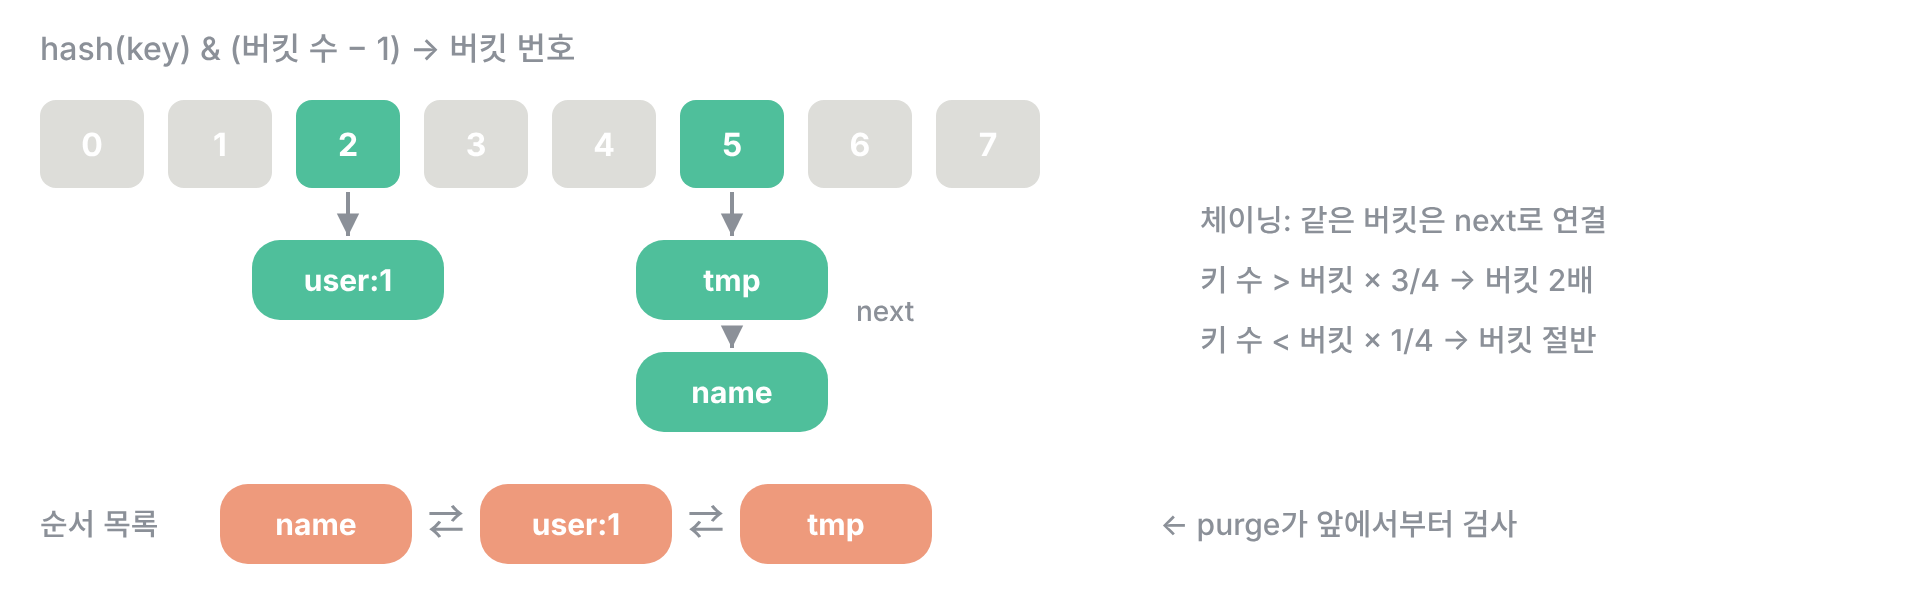 hash(key) & (버킷 수 − 1) → 버킷 번호
0 1 2 3 4 5 6 7
체이닝: 같은 버킷은 next로 연결
user:1 tmp 키 수 > 버킷 × 3/4 → 버킷 2배
next
키 수 < 버킷 × 1/4 → 버킷 절반
name
순서 목록 name ⇄ user:1 ⇄ tmp ← purge가 앞에서부터 검사